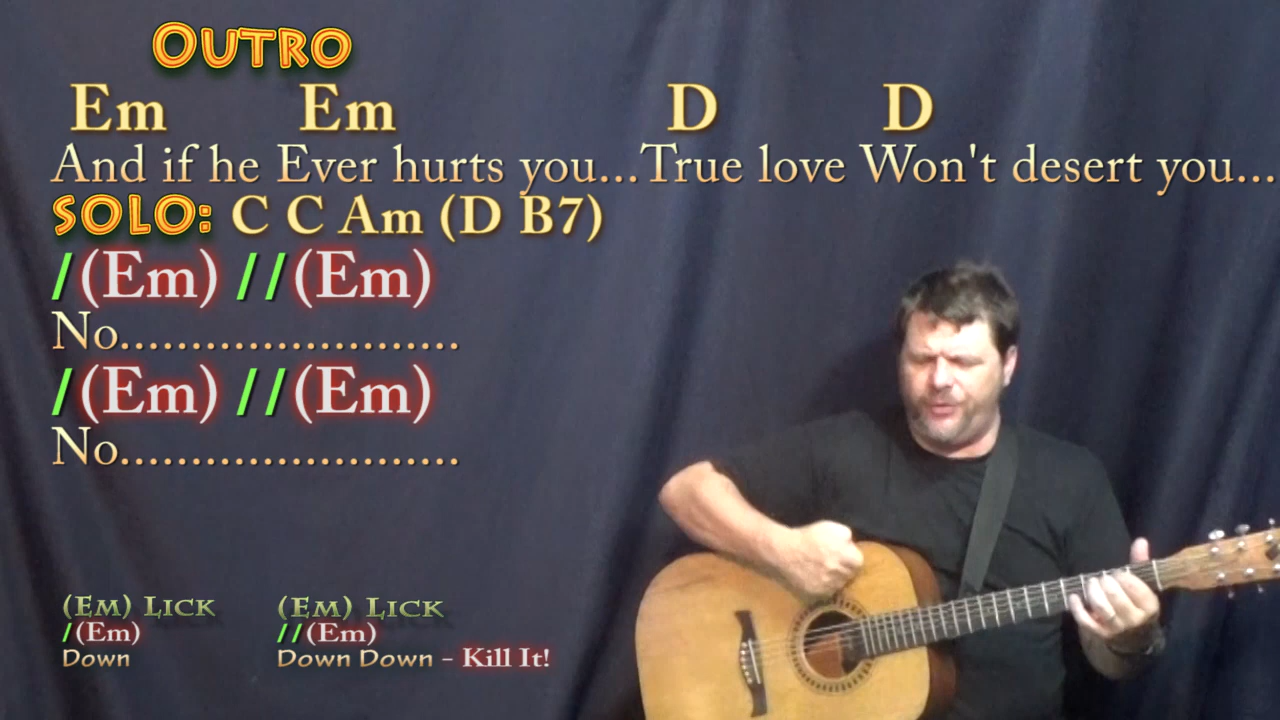 OUTRO
Em Em D D
And if he Ever hurts you...True love Won't desert you...
SOLO: C C Am (D B7)
/(Em) //(Em)
No........................
/(Em) //(Em)
No........................
(Em) Lick (Em) Lick
/(Em) //(Em)
Down Down Down - Kill It!